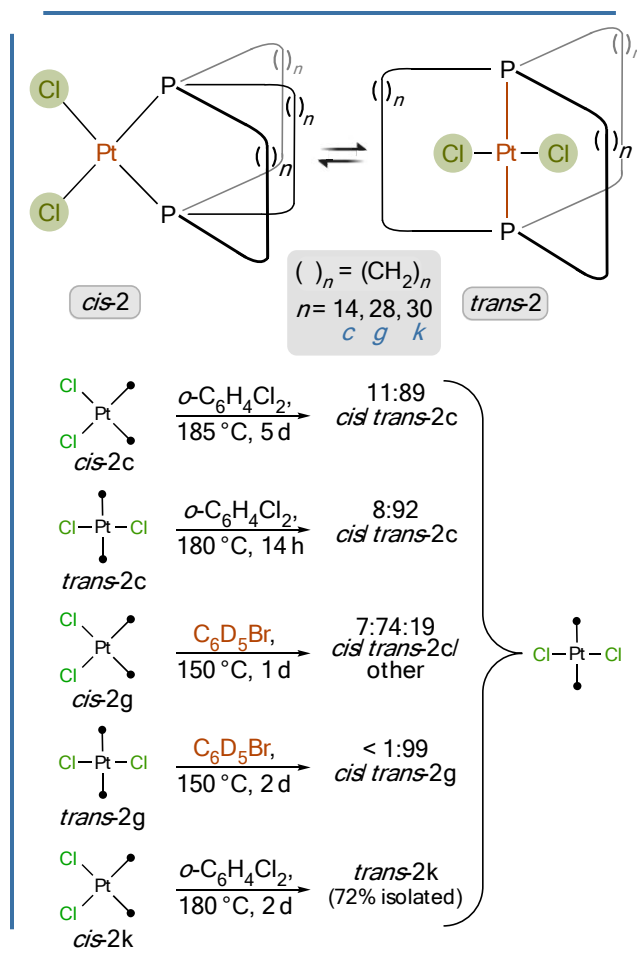 Cl
Cl
Pt
P
P
( )n
( )n
( )n
cis-2
P
P
( )n
( )n
( )n
Cl—Pt—Cl
trans-2
( )n = (CH2)n
n = 14, 28, 30
c g k
Cl
Cl
Pt
cis-2c
o-C6H4Cl2,
185 °C, 5 d
11:89
cis/ trans-2c
Cl—Pt—Cl
trans-2c
o-C6H4Cl2,
180 °C, 14 h
8:92
cis/ trans-2c
Cl
Cl
Pt
cis-2g
C6D5Br,
150 °C, 1 d
7:74:19
cis/ trans-2c/
other
Cl—Pt—Cl
Cl—Pt—Cl
trans-2g
C6D5Br,
150 °C, 2 d
< 1:99
cis/ trans-2g
Cl
Cl
Pt
cis-2k
o-C6H4Cl2,
180 °C, 2 d
trans-2k
(72% isolated)